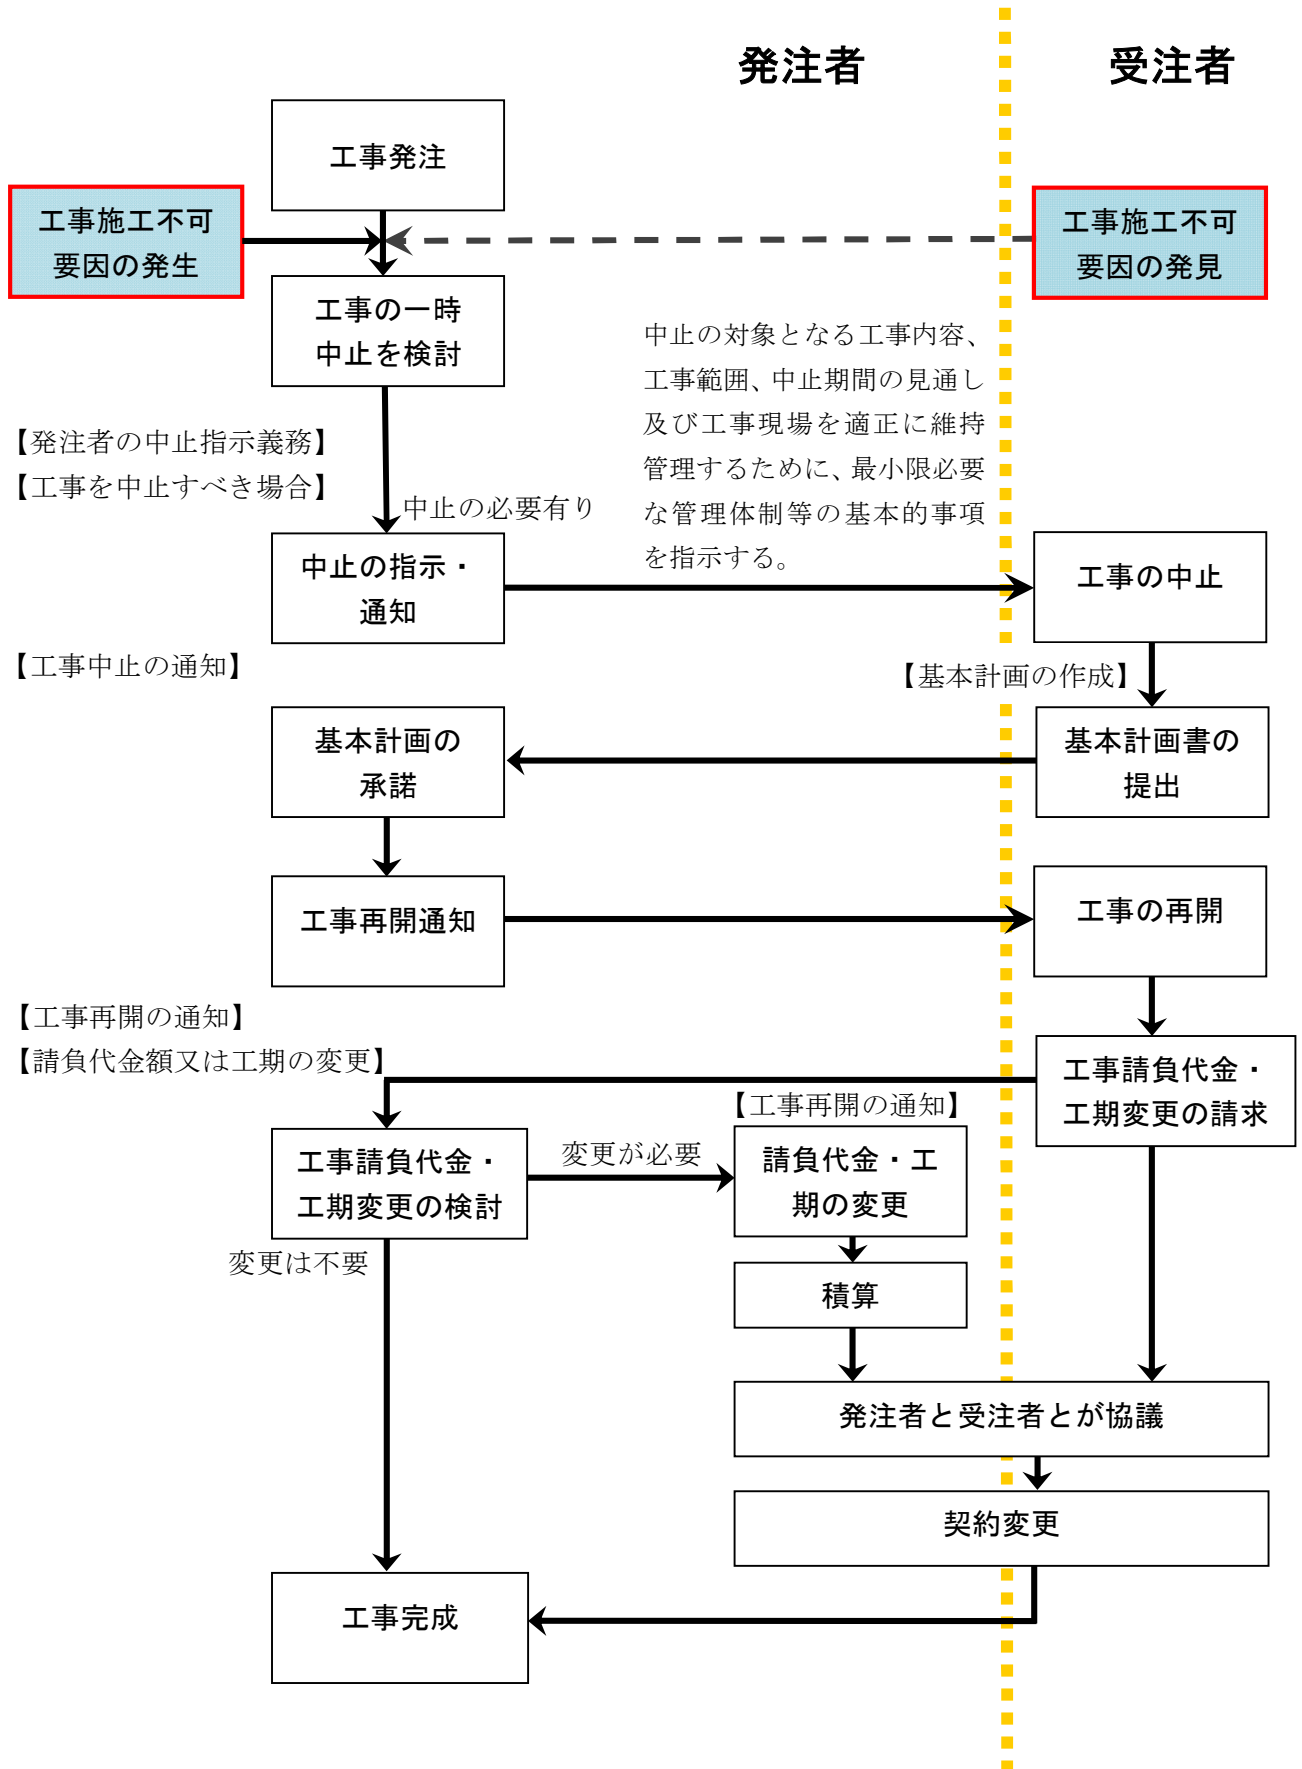 発注者
受注者
工事発注
工事施工不可
要因の発生
工事施工不可
要因の発見
工事の一時
中止を検討
中止の対象となる工事内容、
工事範囲、中止期間の見通し
及び工事現場を適正に維持
管理するために、最小限必要
な管理体制等の基本的事項
を指示する。
【発注者の中止指示義務】
【工事を中止すべき場合】
中止の必要有り
中止の指示・
通知
工事の中止
【工事中止の通知】
【基本計画の作成】
基本計画の
承諾
基本計画書の
提出
工事再開通知
工事の再開
【工事再開の通知】
【請負代金額又は工期の変更】
工事請負代金・
工期変更の請求
【工事再開の通知】
工事請負代金・
工期変更の検討
変更が必要
請負代金・工
期の変更
変更は不要
積算
発注者と受注者とが協議
契約変更
工事完成